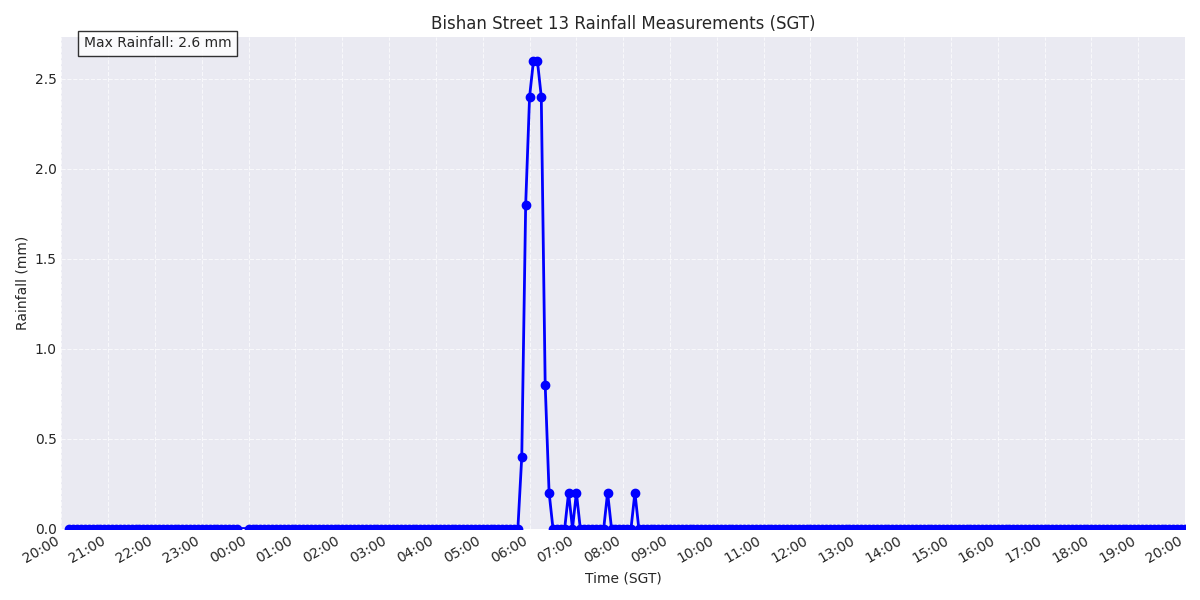 Bishan Street 13 Rainfall Measurements (SGT)
Max Rainfall: 2.6 mm
Rainfall (mm)
2.5
2.0
1.5
1.0
0.5
0.0
20:00 21:00 22:00 23:00 00:00 01:00 02:00 03:00 04:00 05:00 06:00 07:00 08:00 09:00 10:00 11:00 12:00 13:00 14:00 15:00 16:00 17:00 18:00 19:00 20:00
Time (SGT)